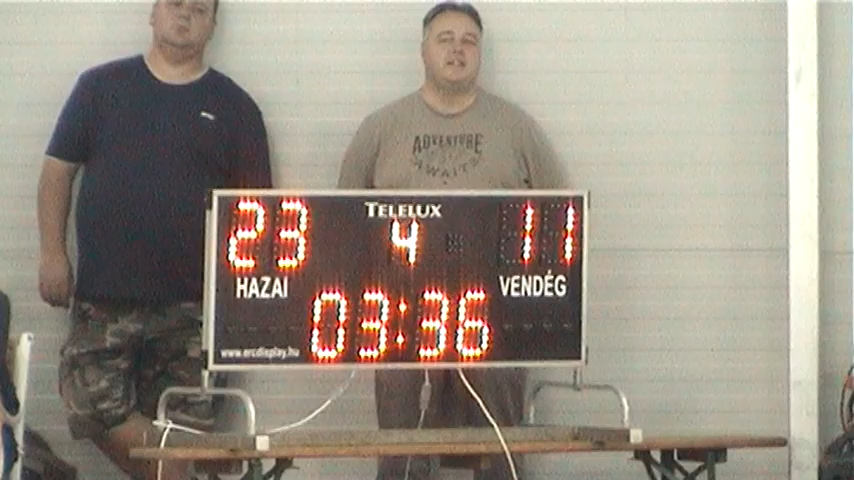 ADVENTURE
AWAITS
TELELUX
23 4 11
HAZAI VENDÉG
03:36
www.ercdisplay.hu